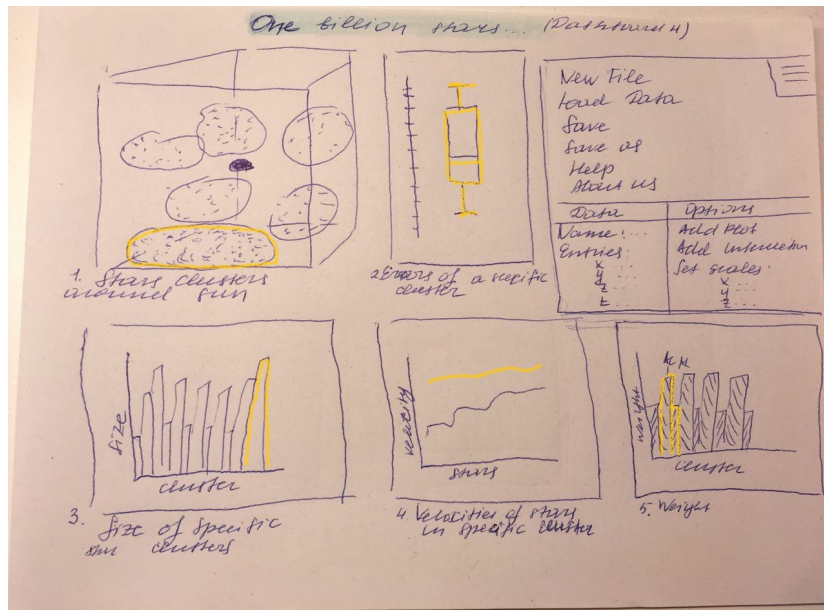 One billion stars... (Dashboard 4)
New File
Load Data
Save
Save as
Help
About us
Data
Options
Name:...
Add Plot
Entries:
Add Interaction
x ...
Set scales:
y ...
x ...
z ...
y ...
t ...
z ...
1. Stars clusters
around sun
2. Errors of a specific
cluster
size
cluster
3. Size of specific
star clusters
velocity
stars
4. Velocities of stars
in specific cluster
weight
cluster
5. Weight